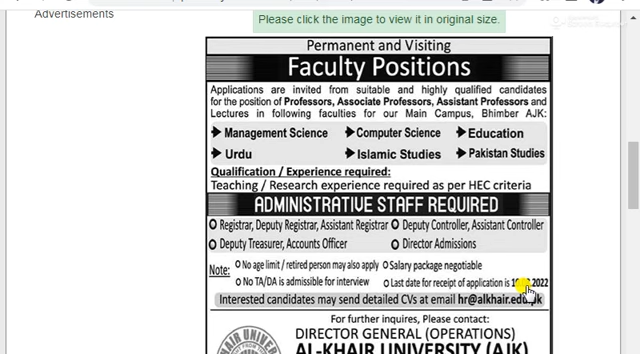 Advertisements
Please click the image to view it in original size.
Permanent and Visiting
Faculty Positions
Applications are invited from suitable and highly qualified candidates
for the position of Professors, Associate Professors, Assistant Professors and
Lectures in following faculties for our Main Campus, Bhimber AJK:
Management Science Computer Science Education
Urdu Islamic Studies Pakistan Studies
Qualification / Experience required:
Teaching / Research experience required as per HEC criteria
ADMINISTRATIVE STAFF REQUIRED
Registrar, Deputy Registrar, Assistant Registrar Deputy Controller, Assistant Controller
Deputy Treasurer, Accounts Officer Director Admissions
Note: No age limit / retired person may also apply Salary package negotiable
No TA/DA is admissible for interview Last date for receipt of application is 2022
Interested candidates may send detailed CVs at email hr@alkhair.edu.pk
For further inquires, Please contact:
DIRECTOR GENERAL (OPERATIONS)
AL-KHAIR UNIVERSITY (AJK)